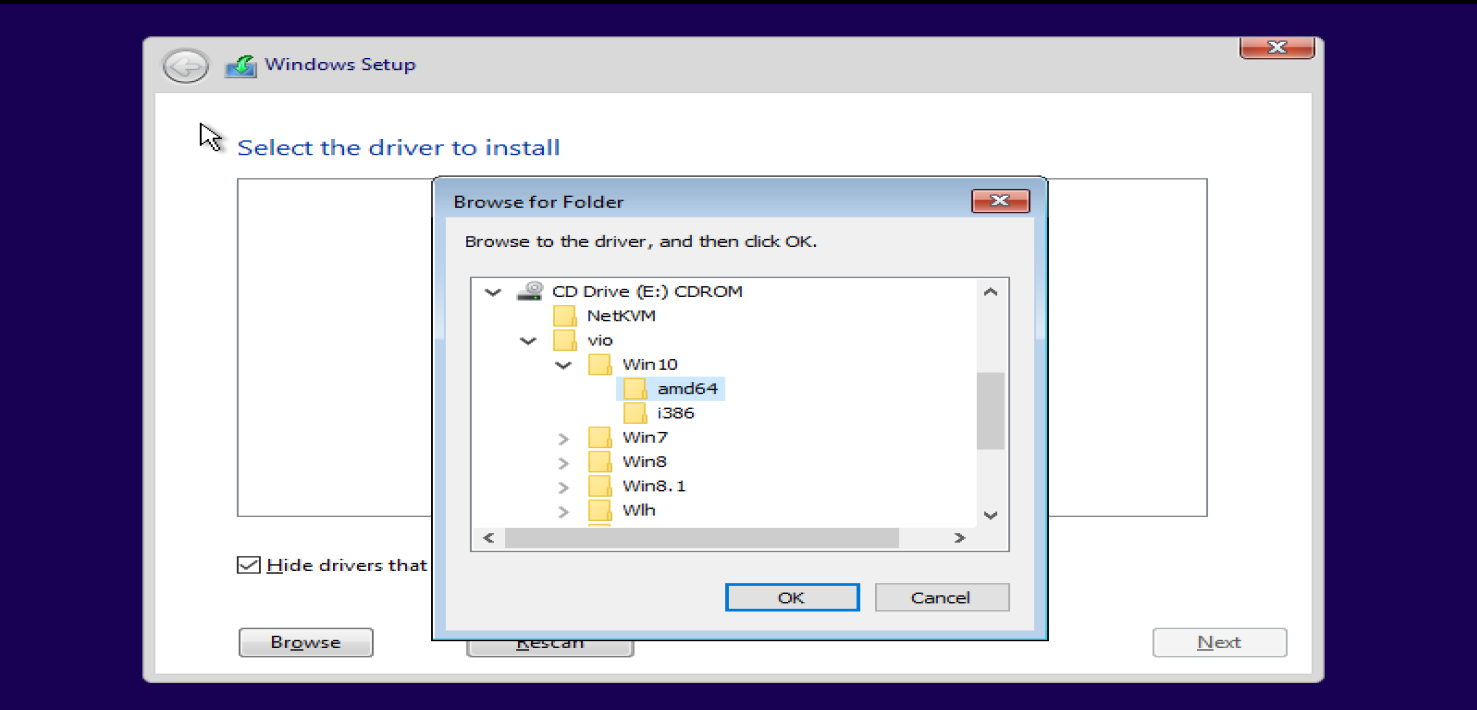 Windows Setup
Select the driver to install
Browse for Folder
Browse to the driver, and then click OK.
CD Drive (E:) CDROM
NetKVM
vio
Win10
amd64
i386
Win7
Win8
Win8.1
Wlh
Hide drivers that
OK
Cancel
Browse
Rescan
Next